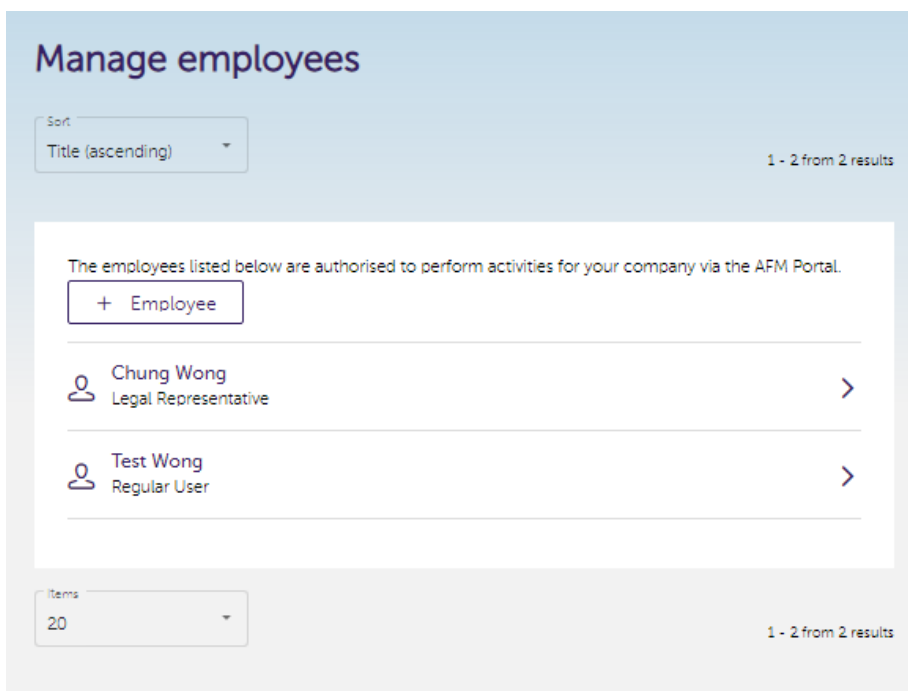 Manage employees
Sort
Title (ascending)
1 - 2 from 2 results
The employees listed below are authorised to perform activities for your company via the AFM Portal.
+ Employee
Chung Wong
Legal Representative
Test Wong
Regular User
Items
20
1 - 2 from 2 results